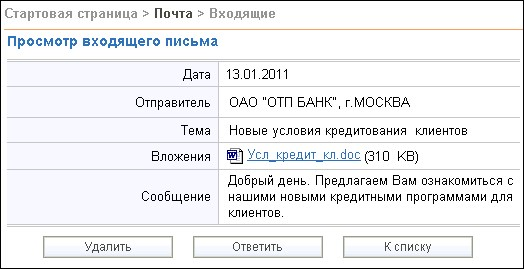 Стартовая страница > Почта > Входящие
Просмотр входящего письма
Дата 13.01.2011
Отправитель ОАО "ОТП БАНК", г.МОСКВА
Тема Новые условия кредитования клиентов
Вложения Усл_кредит_кл.doc (310 KB)
Сообщение Добрый день. Предлагаем Вам ознакомиться с
нашими новыми кредитными программами для
клиентов.
Удалить Ответить К списку